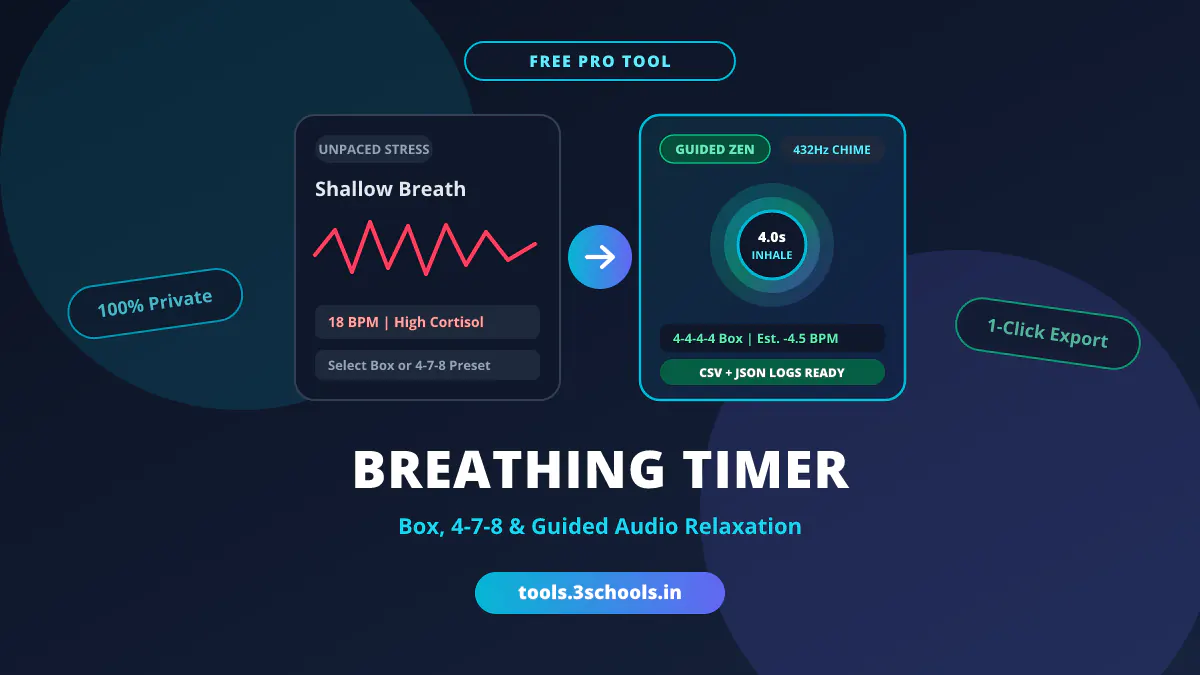 FREE PRO TOOL
UNPACED STRESS
Shallow Breath
18 BPM | High Cortisol
Select Box or 4-7-8 Preset
GUIDED ZEN
432Hz CHIME
4.0s
INHALE
4-4-4-4 Box | Est. -4.5 BPM
CSV + JSON LOGS READY
100% Private
1-Click Export
BREATHING TIMER
Box, 4-7-8 & Guided Audio Relaxation
tools.3schools.in